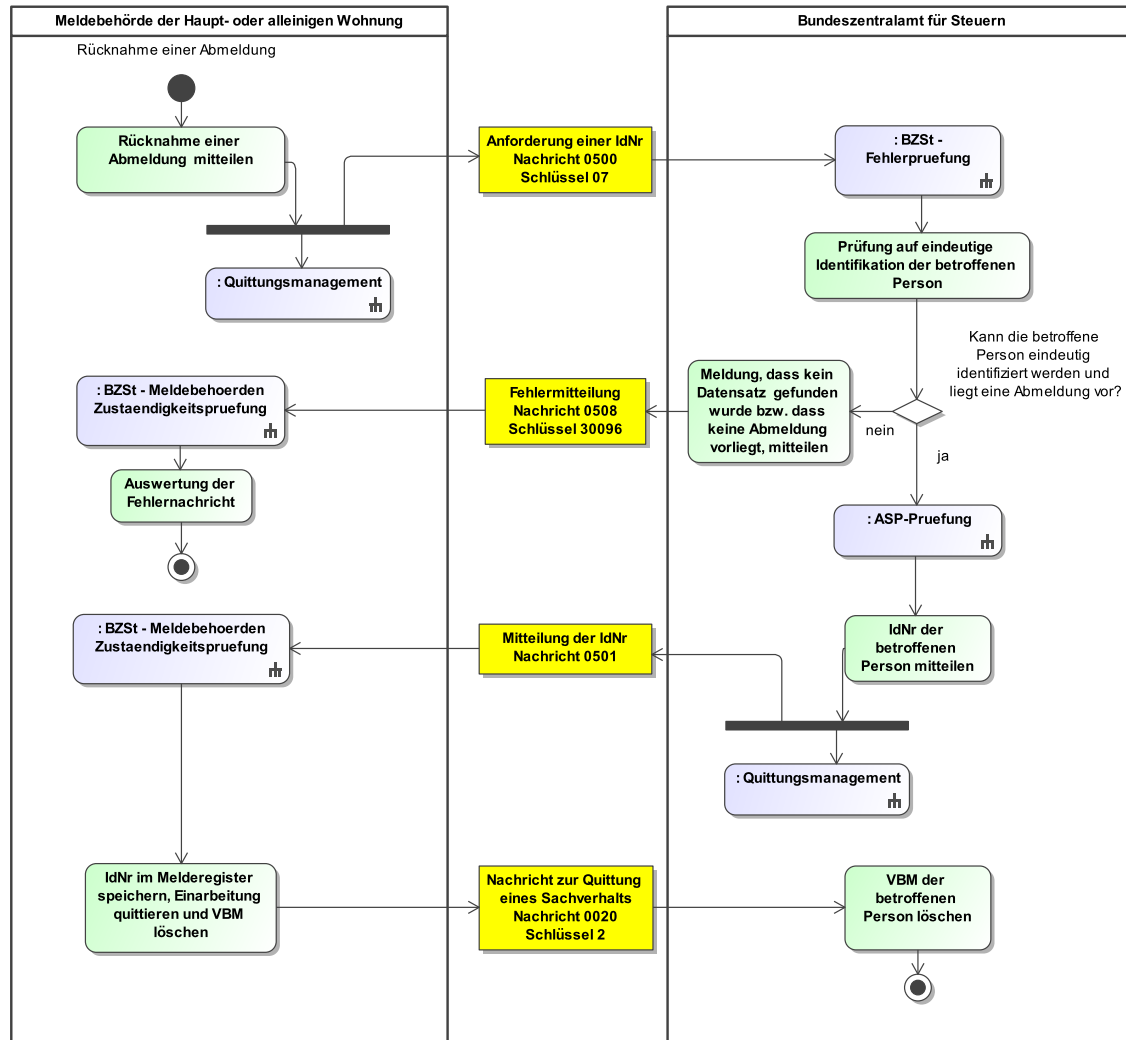 Meldebehörde der Haupt- oder alleinigen Wohnung
Bundeszentralamt für Steuern
Rücknahme einer Abmeldung
Rücknahme einer
Abmeldung mitteilen
Anforderung einer IdNr
Nachricht 0500
Schlüssel 07
: BZSt -
Fehlerpruefung
: Quittungsmanagement
Prüfung auf eindeutige
Identifikation der betroffenen
Person
Kann die betroffene
Person eindeutig
identifiziert werden und
liegt eine Abmeldung vor?
nein
ja
Meldung, dass kein
Datensatz gefunden
wurde bzw. dass
keine Abmeldung
vorliegt, mitteilen
Fehlermitteilung
Nachricht 0508
Schlüssel 30096
: BZSt - Meldebehoerden
Zustaendigkeitspruefung
Auswertung der
Fehlernachricht
: ASP-Pruefung
IdNr der
betroffenen
Person mitteilen
Mitteilung der IdNr
Nachricht 0501
: BZSt - Meldebehoerden
Zustaendigkeitspruefung
: Quittungsmanagement
IdNr im Melderegister
speichern, Einarbeitung
quittieren und VBM
löschen
Nachricht zur Quittung
eines Sachverhalts
Nachricht 0020
Schlüssel 2
VBM der
betroffenen
Person löschen